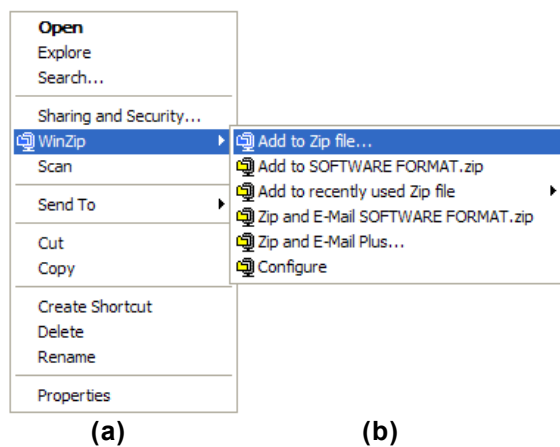 Open
Explore
Search...
Sharing and Security...
WinZip
Scan
Send To
Cut
Copy
Create Shortcut
Delete
Rename
Properties
Add to Zip file...
Add to SOFTWARE FORMAT.zip
Add to recently used Zip file
Zip and E-Mail SOFTWARE FORMAT.zip
Zip and E-Mail Plus...
Configure
(a)
(b)